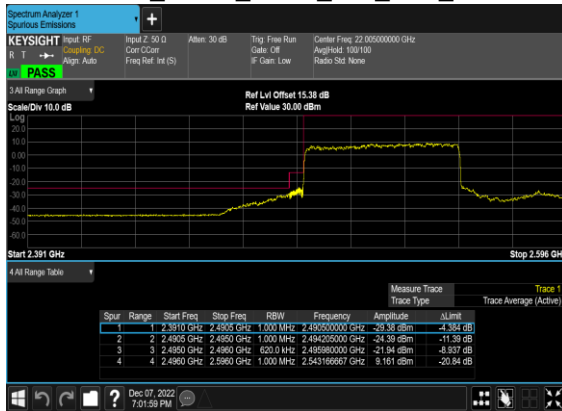 Spectrum Analyzer 1
Spurious Emissions
+
KEYSIGHT Input: RF Input Z: 50 Ω Atten: 30 dB Trig: Free Run Center Freq: 22.005000000 GHz
R T Coupling: DC Corr CCorr Gate: Off Avg|Hold: 100/100
Align: Auto Freq Ref: Int (S) IF Gain: Low Radio Std: None
PASS
3 All Range Graph Ref Lvl Offset 15.38 dB
Scale/Div 10.0 dB Ref Value 30.00 dBm
Log
20.0
10.0
0.00
-10.0
-20.0
-30.0
-40.0
-50.0
-60.0
Start 2.391 GHz Stop 2.596 GHz
4 All Range Table
Measure Trace Trace 1
Trace Type Trace Average (Active)
Spur Range Start Freq Stop Freq RBW Frequency Amplitude ΔLimit
1 1 2.3910 GHz 2.4905 GHz 1.000 MHz 2.490500000 GHz -29.38 dBm -4.384 dB
2 2 2.4905 GHz 2.4950 GHz 1.000 MHz 2.494205000 GHz -24.39 dBm -11.39 dB
3 3 2.4950 GHz 2.4960 GHz 620.0 kHz 2.495980000 GHz -21.94 dBm -8.937 dB
4 4 2.4960 GHz 2.5960 GHz 1.000 MHz 2.543166667 GHz 9.161 dBm -20.84 dB
? Dec 07, 2022
7:01:59 PM